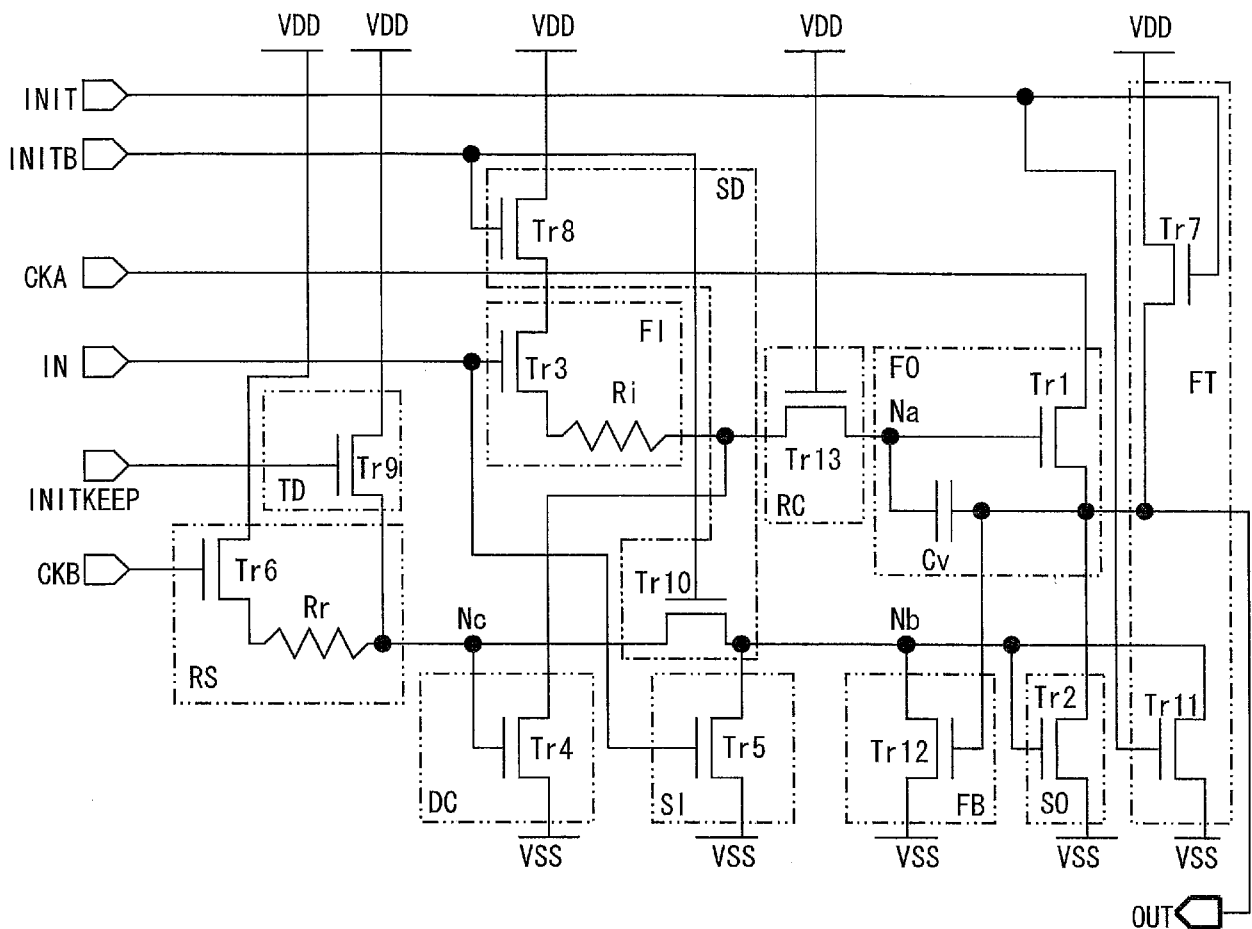 VDD VDD VDD VDD VDD
INIT
INITB
SD
Tr8
Tr7
CKA
IN
FI
Tr3
Ri
FO
Tr1
FT
Na
Tr13
RC
Tr9
TD
INITKEEP
Cv
CKB
Tr6
Rr
Tr10
Nc
Nb
RS
Tr4
DC
Tr5
SI
Tr12
FB
Tr2
SO
Tr11
VSS VSS VSS VSS VSS
OUT